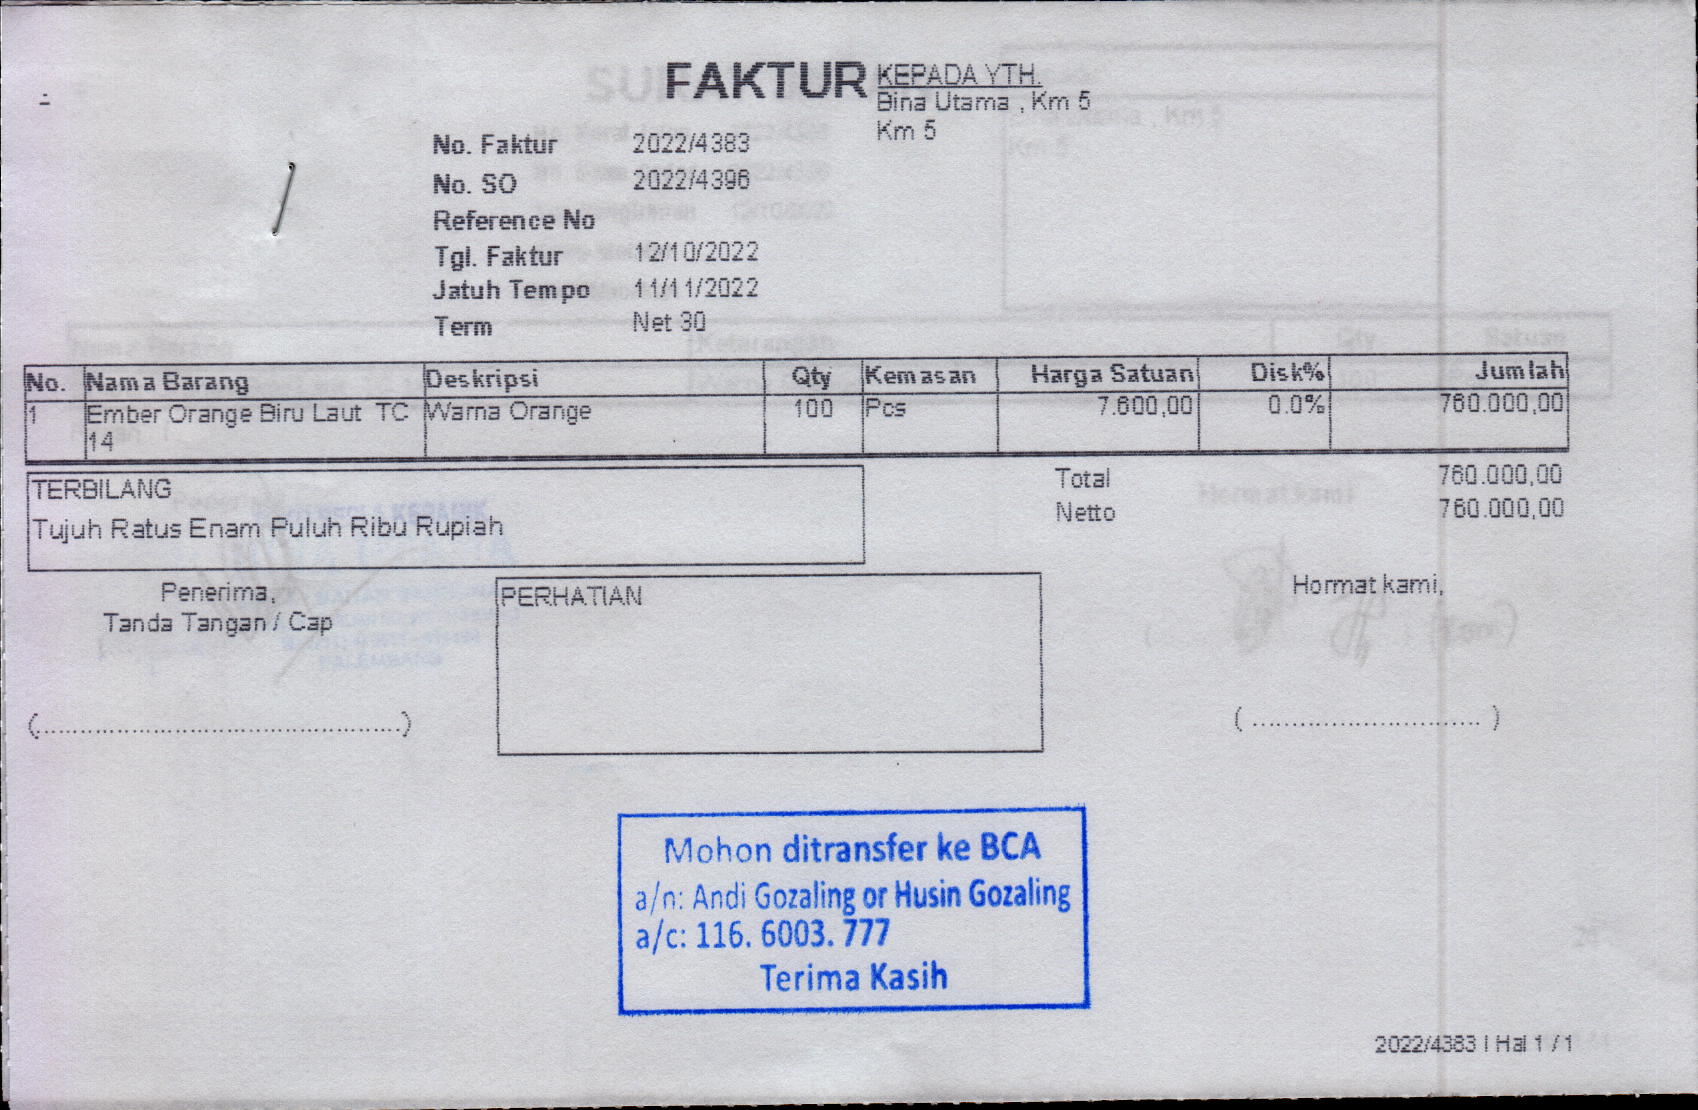 FAKTUR
KEPADA YTH.
Bina Utama , Km 5
Km 5
No. Faktur 2022/4383
No. SO 2022/4396
Reference No
Tgl. Faktur 12/10/2022
Jatuh Tempo 11/11/2022
Term Net 30
No. Nama Barang Deskripsi Qty Kemasan Harga Satuan Disk% Jumlah
1 Ember Orange Biru Laut TC Warna Orange 100 Pcs 7.600,00 0.0% 760.000,00
14
Total 760.000,00
Netto 760.000,00
TERBILANG
Tujuh Ratus Enam Puluh Ribu Rupiah
Penerima,
Tanda Tangan / Cap
(................................................)
PERHATIAN
Hormat kami,
( ............................. )
Mohon ditransfer ke BCA
a/n: Andi Gozaling or Husin Gozaling
a/c: 116. 6003. 777
Terima Kasih
2022/4383 | Hal 1 / 1